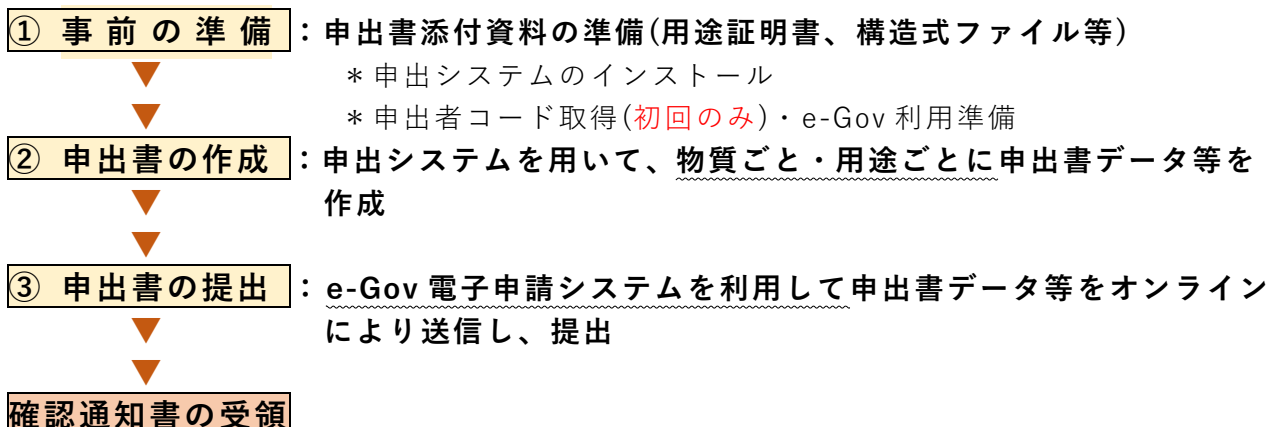 ① 事前の準備：申出書添付資料の準備(用途証明書、構造式ファイル等)
＊申出システムのインストール
＊申出者コード取得(初回のみ)・e-Gov 利用準備
② 申出書の作成：申出システムを用いて、物質ごと・用途ごとに申出書データ等を
作成
③ 申出書の提出：e-Gov 電子申請システムを利用して申出書データ等をオンライン
により送信し、提出
確認通知書の受領